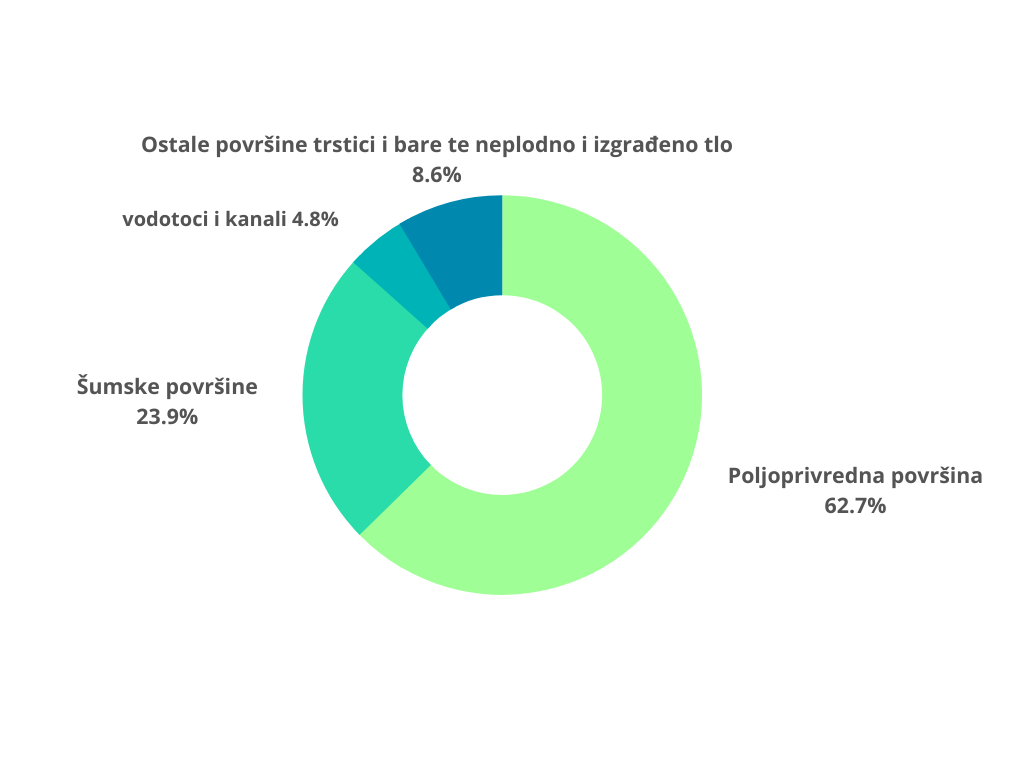 Ostale površine trstici i bare te neplodno i izgrađeno tlo
8.6%
vodotoci i kanali 4.8%
Šumske površine
23.9%
Poljoprivredna površina
62.7%